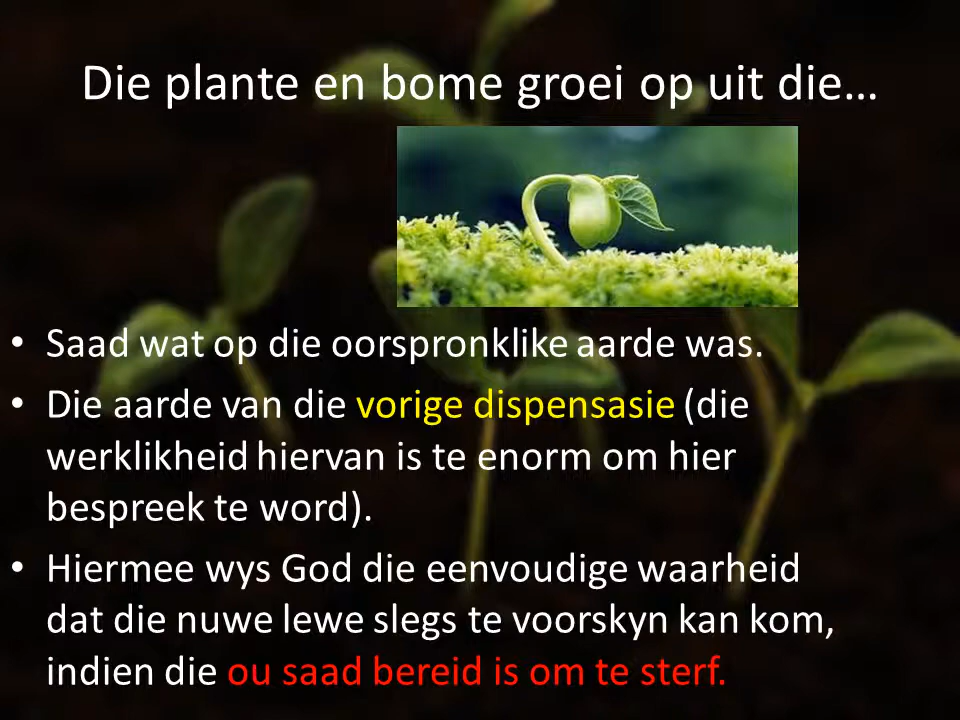 Die plante en bome groei op uit die…
• Saad wat op die oorspronklike aarde was.
• Die aarde van die vorige dispensasie (die
werklikheid hiervan is te enorm om hier
bespreek te word).
• Hiermee wys God die eenvoudige waarheid
dat die nuwe lewe slegs te voorskyn kan kom,
indien die ou saad bereid is om te sterf.